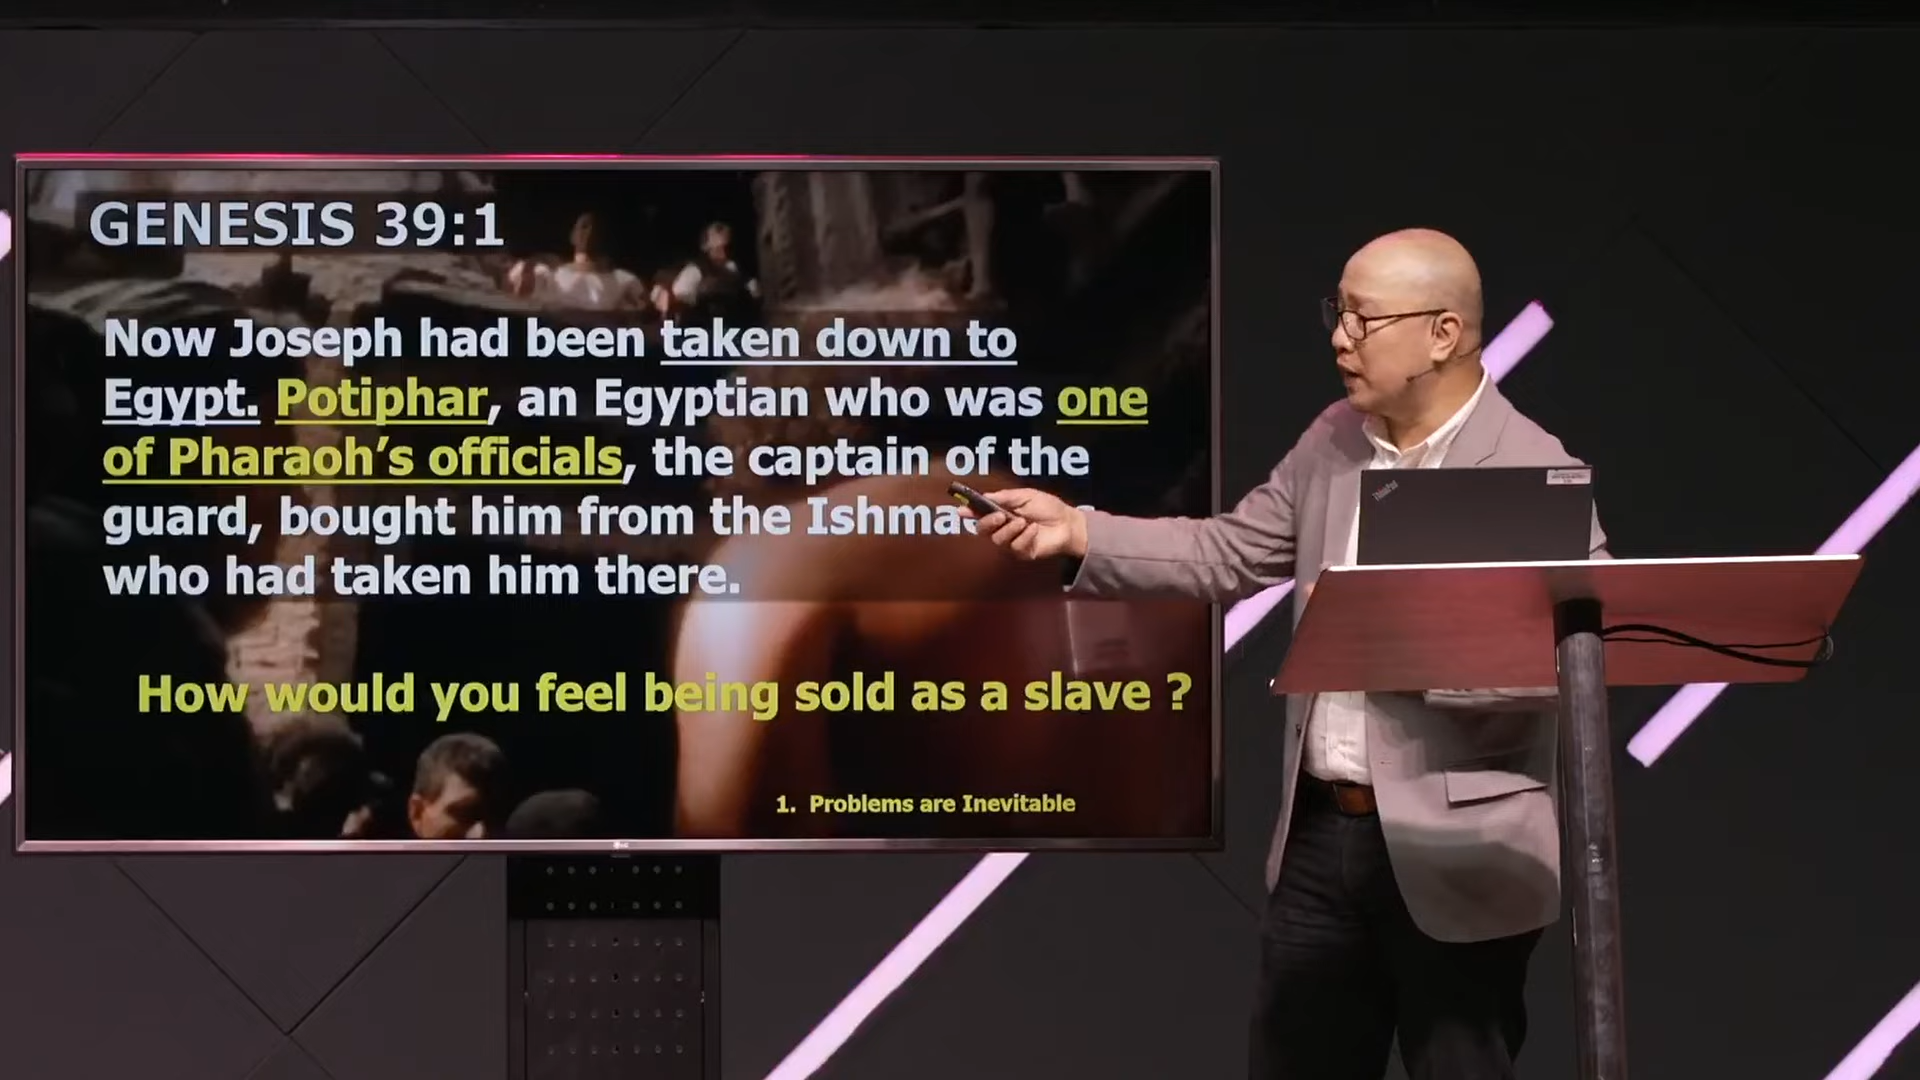 GENESIS 39:1
Now Joseph had been taken down to
Egypt. Potiphar, an Egyptian who was one
of Pharaoh's officials, the captain of the
guard, bought him from the
who had taken him there.
How would you feel being sold as a slave ?
1. Problems are Inevitable
ThinkPad
LG